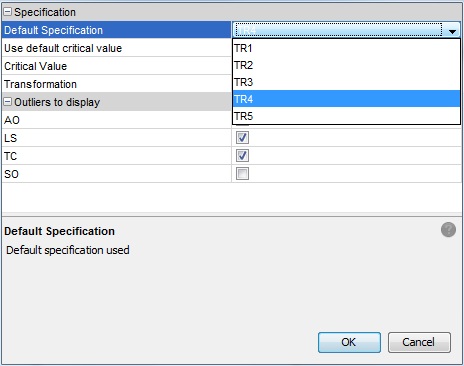 Specification
Default Specification TR4
TR1
Use default critical value
TR2
Critical Value
TR3
Transformation
TR4
Outliers to display
TR5
AO
LS
TC
SO
Default Specification
Default specification used
OK Cancel